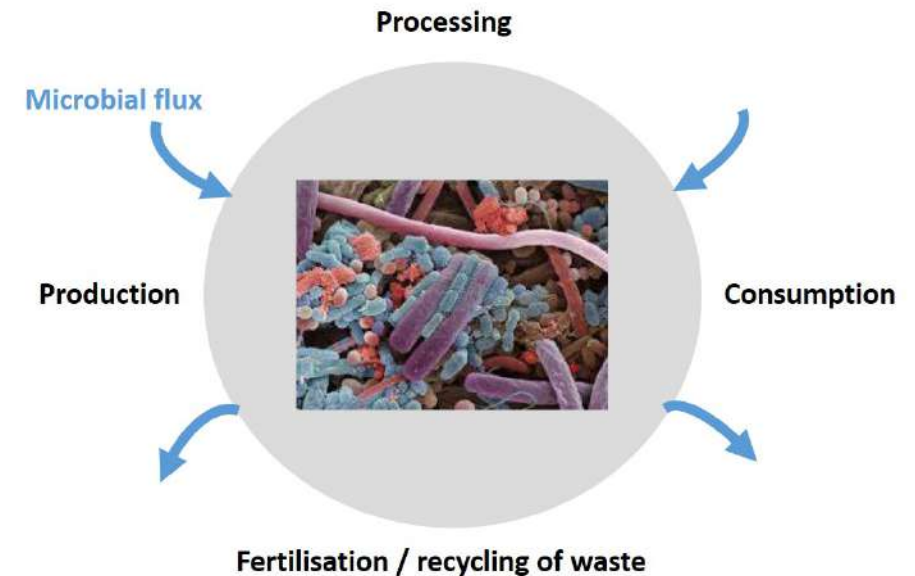 Processing
Microbial flux
Production
Consumption
Fertilisation / recycling of waste